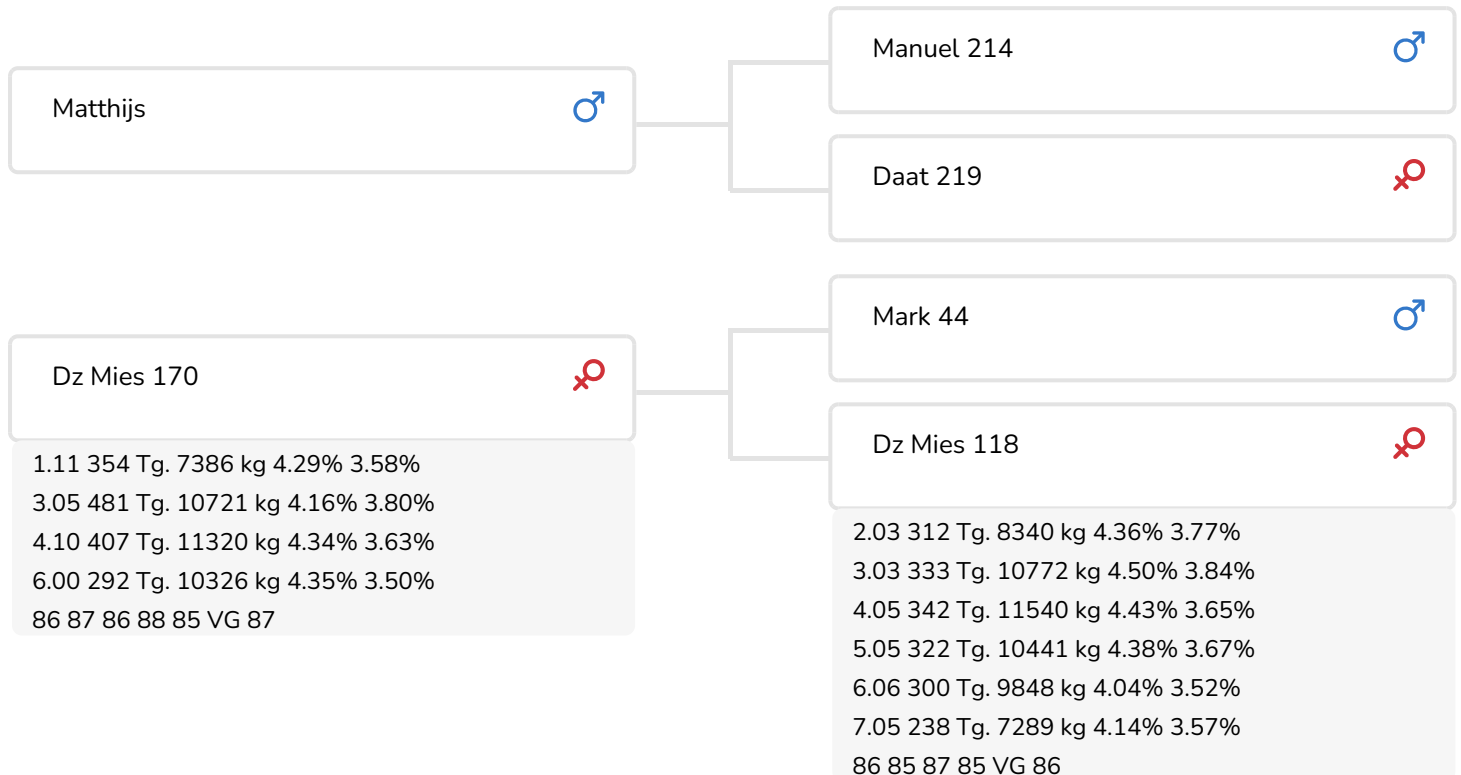 Matthijs
Manuel 214
Daat 219
Dz Mies 170
1.11 354 Tg. 7386 kg 4.29% 3.58%
3.05 481 Tg. 10721 kg 4.16% 3.80%
4.10 407 Tg. 11320 kg 4.34% 3.63%
6.00 292 Tg. 10326 kg 4.35% 3.50%
86 87 86 88 85 VG 87
Mark 44
Dz Mies 118
2.03 312 Tg. 8340 kg 4.36% 3.77%
3.03 333 Tg. 10772 kg 4.50% 3.84%
4.05 342 Tg. 11540 kg 4.43% 3.65%
5.05 322 Tg. 10441 kg 4.38% 3.67%
6.06 300 Tg. 9848 kg 4.04% 3.52%
7.05 238 Tg. 7289 kg 4.14% 3.57%
86 85 87 85 VG 86